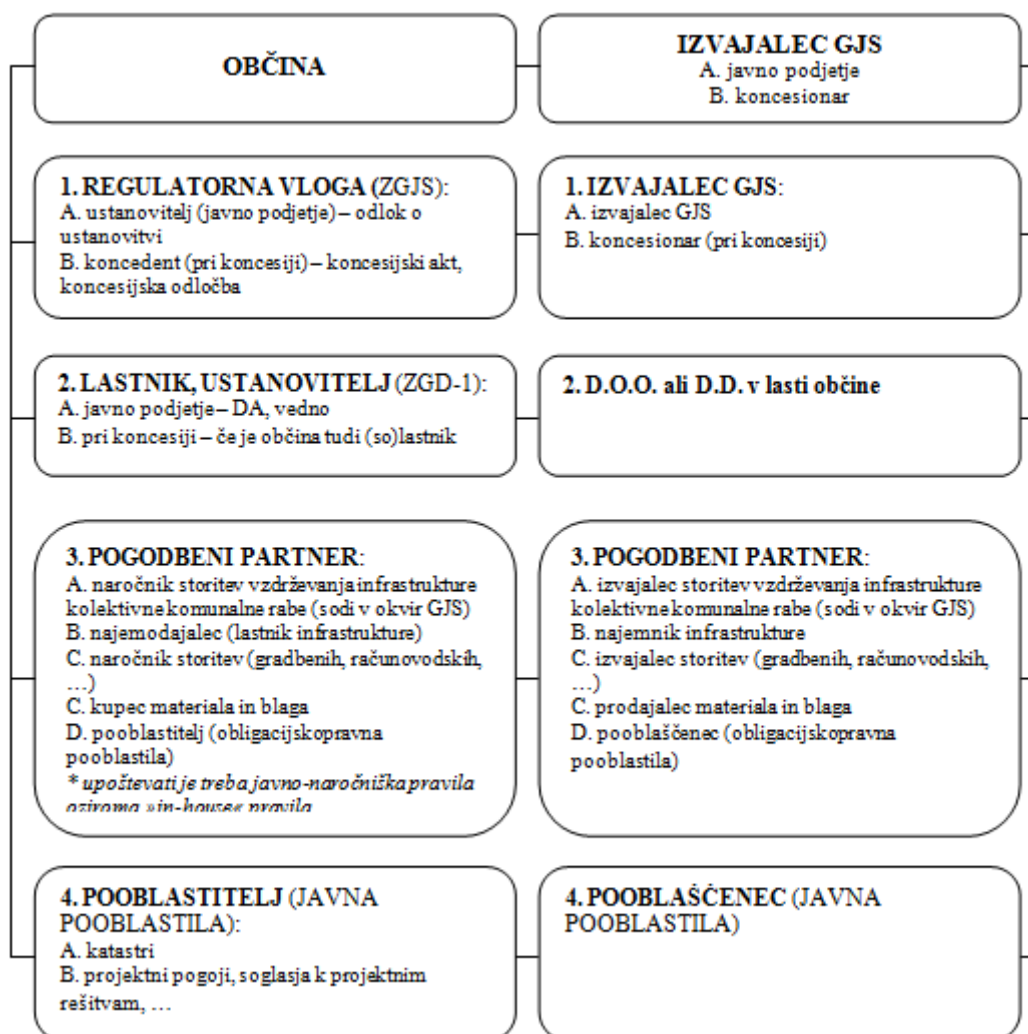 OBČINA
IZVAJALEC GJS
A. javno podjetje
B. koncesionar
1. REGULATORNA VLOGA (ZGJS):
A. ustanovitelj (javno podjetje) – odlok o
ustanovitvi
B. koncedent (pri koncesiji) – koncesijski akt,
koncesijska odločba
1. IZVAJALEC GJS:
A. izvajalec GJS
B. koncesionar (pri koncesiji)
2. LASTNIK, USTANOVITELJ (ZGD-1):
A. javno podjetje – DA, vedno
B. pri koncesiji – če je občina tudi (so)lastnik
2. D.O.O. ali D.D. v lasti občine
3. POGODBENI PARTNER:
A. naročnik storitev vzdrževanja infrastrukture
kolektivne komunalne rabe (sodi v okvir GJS)
B. najemodajalec (lastnik infrastrukture)
C. naročnik storitev (gradbenih, računovodskih,
…)
C. kupec materiala in blaga
D. pooblastitelj (obligacijskopravna
pooblastila)
* upoštevati je treba javno-naročniška pravila
oziroma »in-house« pravila
3. POGODBENI PARTNER:
A. izvajalec storitev vzdrževanja infrastrukture
kolektivne komunalne rabe (sodi v okvir GJS)
B. najemnik infrastrukture
C. izvajalec storitev (gradbenih, računovodskih,
…)
C. prodajalec materiala in blaga
D. pooblaščenec (obligacijskopravna
pooblastila)
4. POOBLASTITELJ (JAVNA
POOBLASTILA):
A. katastri
B. projektni pogoji, soglasja k projektnim
rešitvam, …
4. POOBLAŠČENEC (JAVNA
POOBLASTILA)